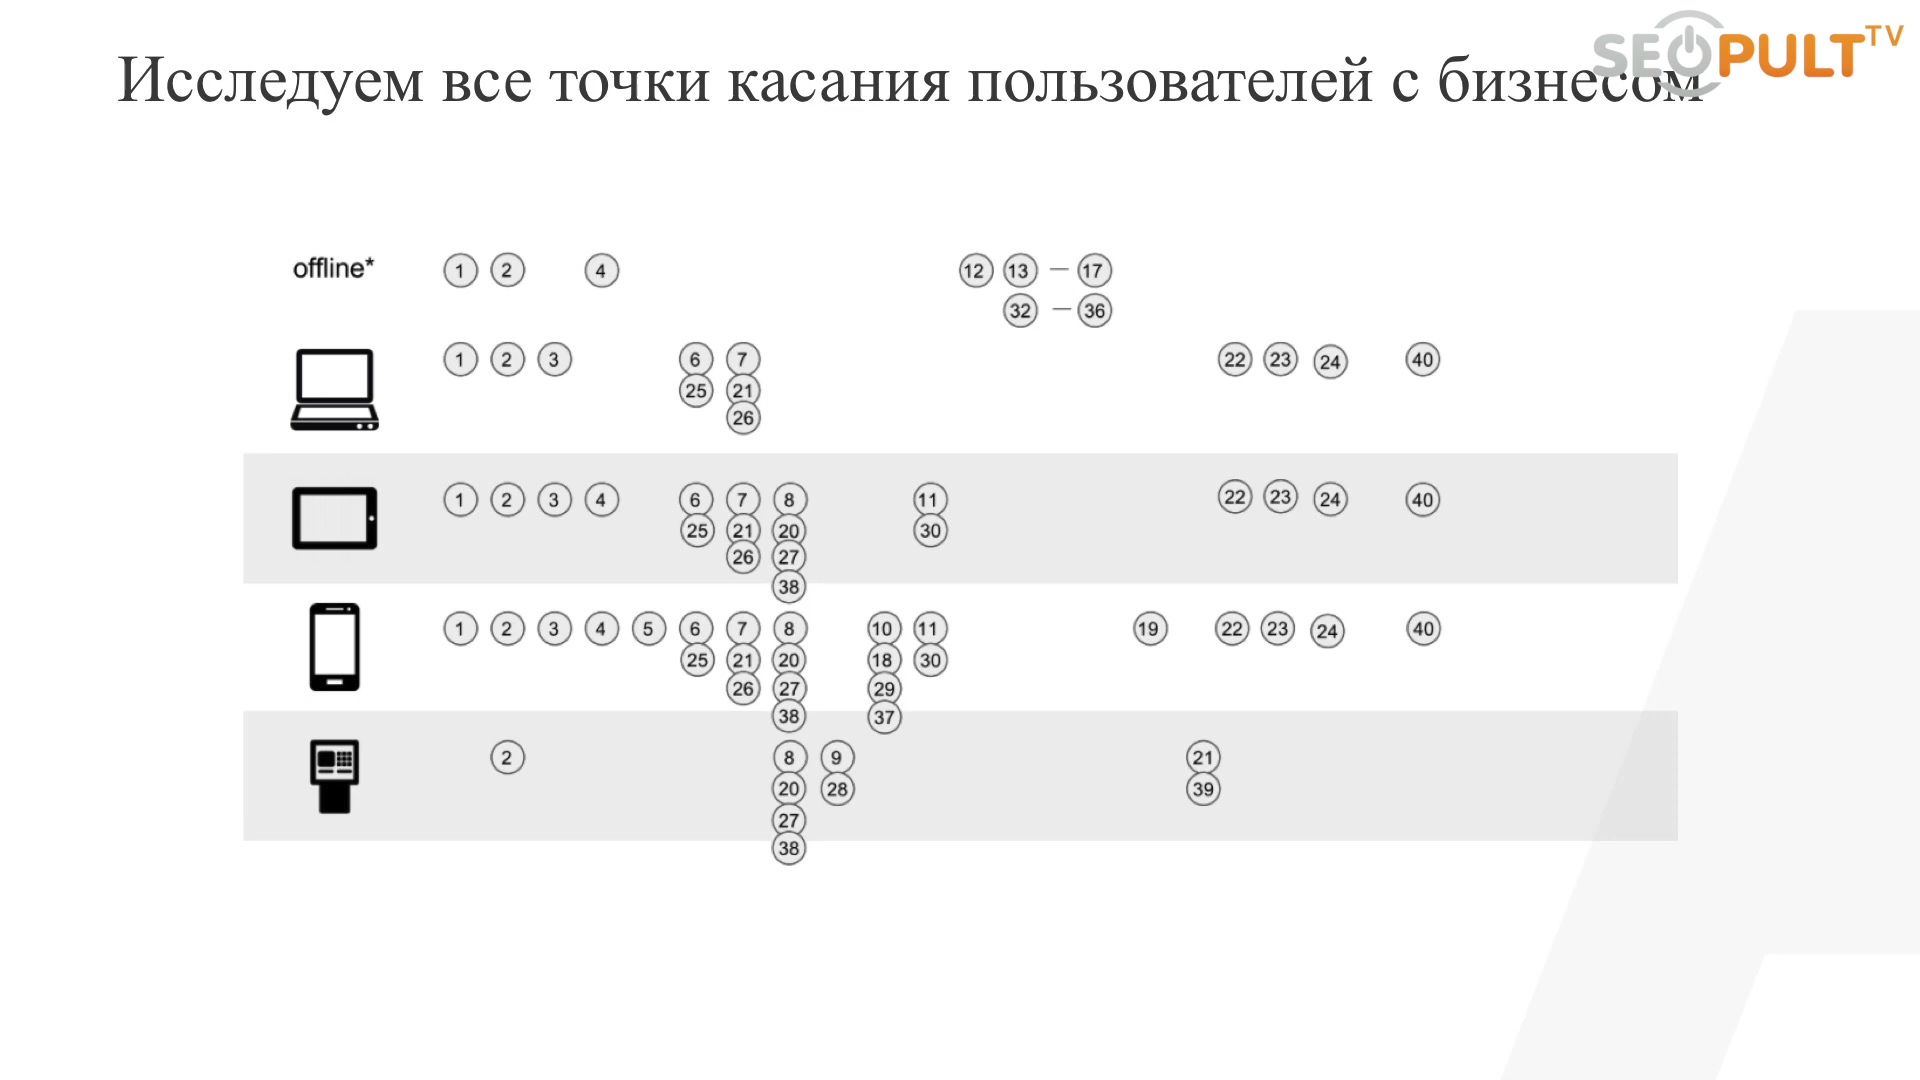 SEOPULT TV
Исследуем все точки касания пользователей с бизнесом
offline* 1 2 4 12 13 — 17
32 — 36
1 2 3 6 7 22 23 24 40
25 21
26
1 2 3 4 6 7 8 11 22 23 24 40
25 21 20 30
26 27
38
1 2 3 4 5 6 7 8 10 11 19 22 23 24 40
25 21 20 18 30
26 27 29
38 37
2 8 9 21
20 28 39
27
38